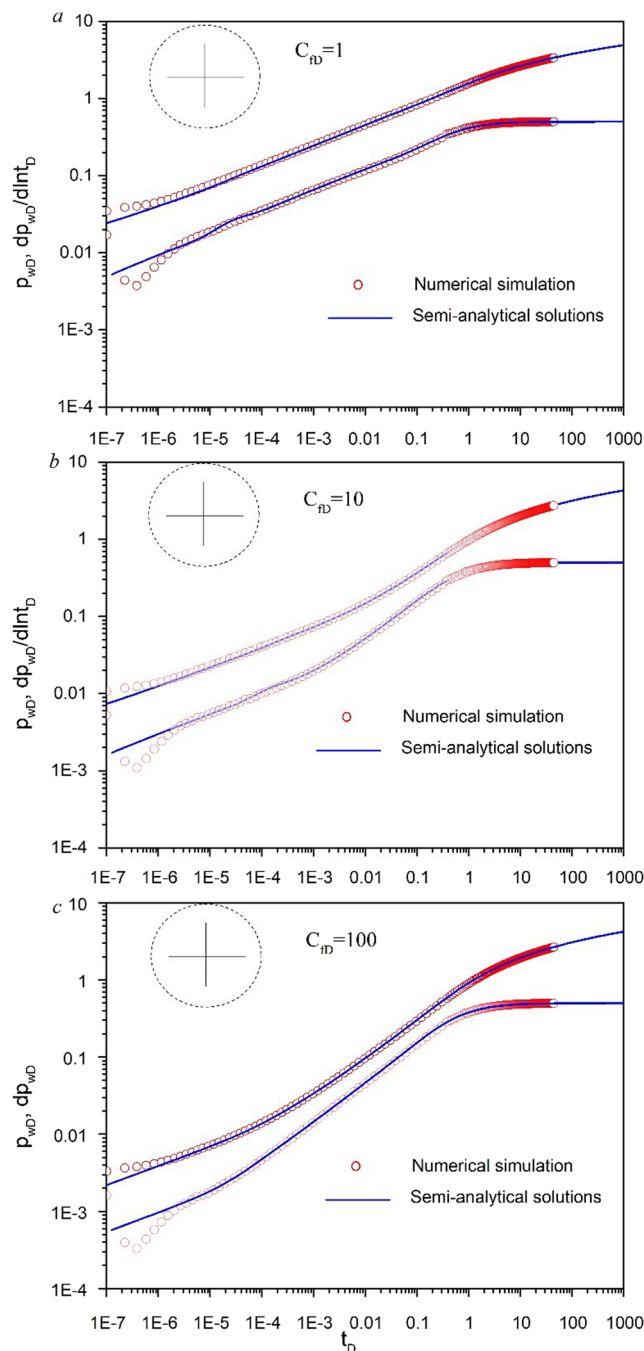 a
10
C_fD=1
1
0.1
0.01
1E-3
1E-4
p_wD, dp_wD/dlnt_D
Numerical simulation
Semi-analytical solutions
1E-7 1E-6 1E-5 1E-4 1E-3 0.01 0.1 1 10 100 1000
b
10
C_fD=10
1
0.1
0.01
1E-3
1E-4
p_wD, dp_wD/dlnt_D
Numerical simulation
Semi-analytical solutions
1E-7 1E-6 1E-5 1E-4 1E-3 0.01 0.1 1 10 100 1000
c
10
C_fD=100
1
0.1
0.01
1E-3
1E-4
p_wD, dp_wD
Numerical simulation
Semi-analytical solutions
1E-7 1E-6 1E-5 1E-4 1E-3 0.01 0.1 1 10 100 1000
t_D